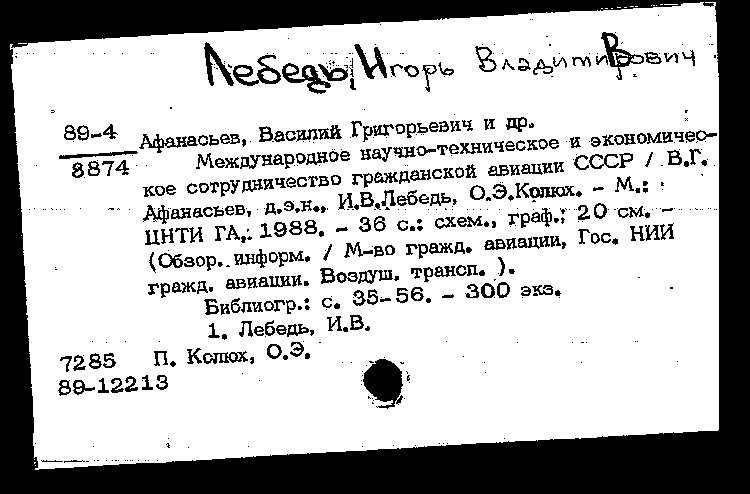 Лебедь, Игорь Владимирович
89-4 Афанасьев, Василий Григорьевич и др.
8874 Международное научно-техническое и экономичес-
кое сотрудничество гражданской авиации СССР / В.Г.
Афанасьев, д.э.н., И.В.Лебедь, О.Э.Колюх. - М.:
ЦНТИ ГА, 1988. - 36 с.: схем., граф.; 20 см. -
(Обзор. информ. / М-во гражд. авиации, Гос. НИИ
гражд. авиации. Воздуш. трансп. ).
Библиогр.: с. 35-56. - 300 экз.
1. Лебедь, И.В.
7285 П. Колюх, О.Э.
89-12213